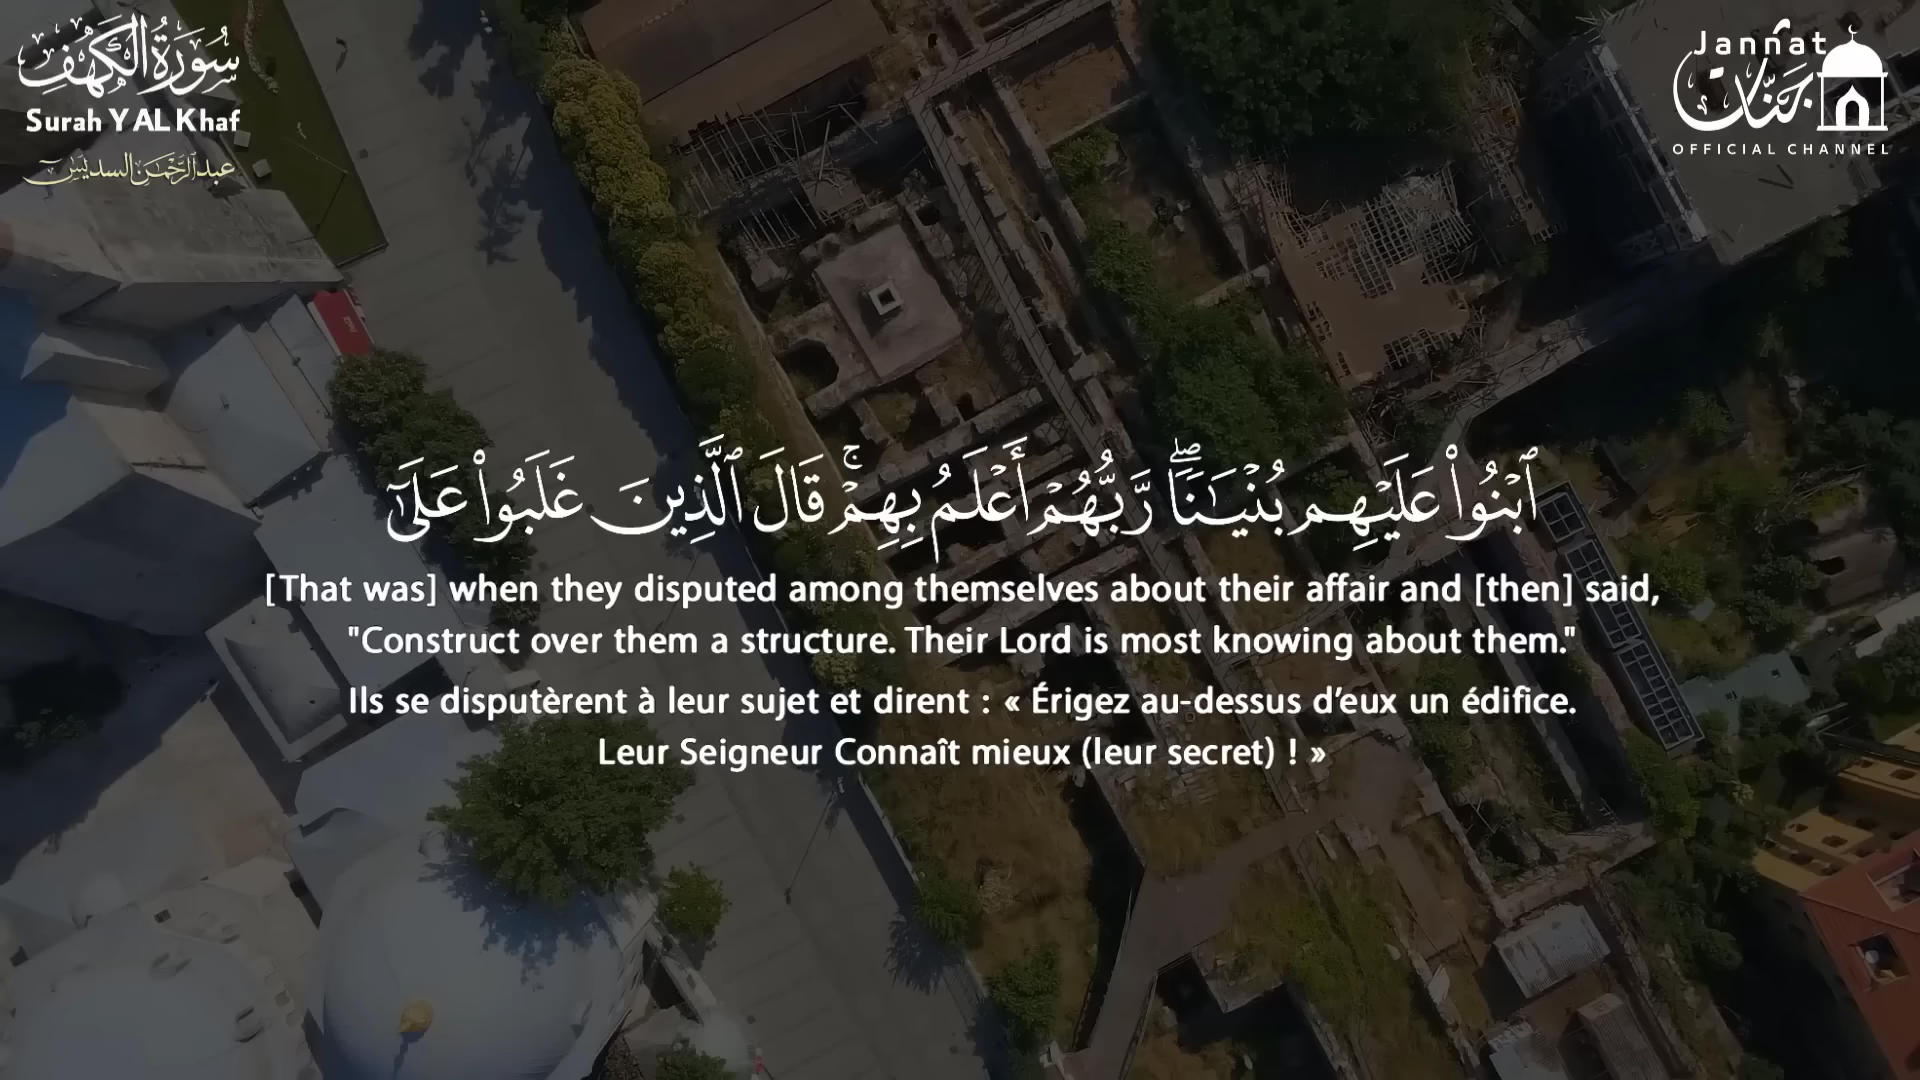 سُورَةُ الكَهْفِ
Surah Y AL Khaf
عبد الرحمن السديس
Jannat
جَنَّات
OFFICIAL CHANNEL
ٱبْنُوا۟ عَلَيْهِم بُنْيَـٰنًا ۖ رَّبُّهُمْ أَعْلَمُ بِهِمْ ۚ قَالَ ٱلَّذِينَ غَلَبُوا۟ عَلَىٰٓ
[That was] when they disputed among themselves about their affair and [then] said,
"Construct over them a structure. Their Lord is most knowing about them."
Ils se disputèrent à leur sujet et dirent : « Érigez au-dessus d’eux un édifice.
Leur Seigneur Connaît mieux (leur secret) ! »